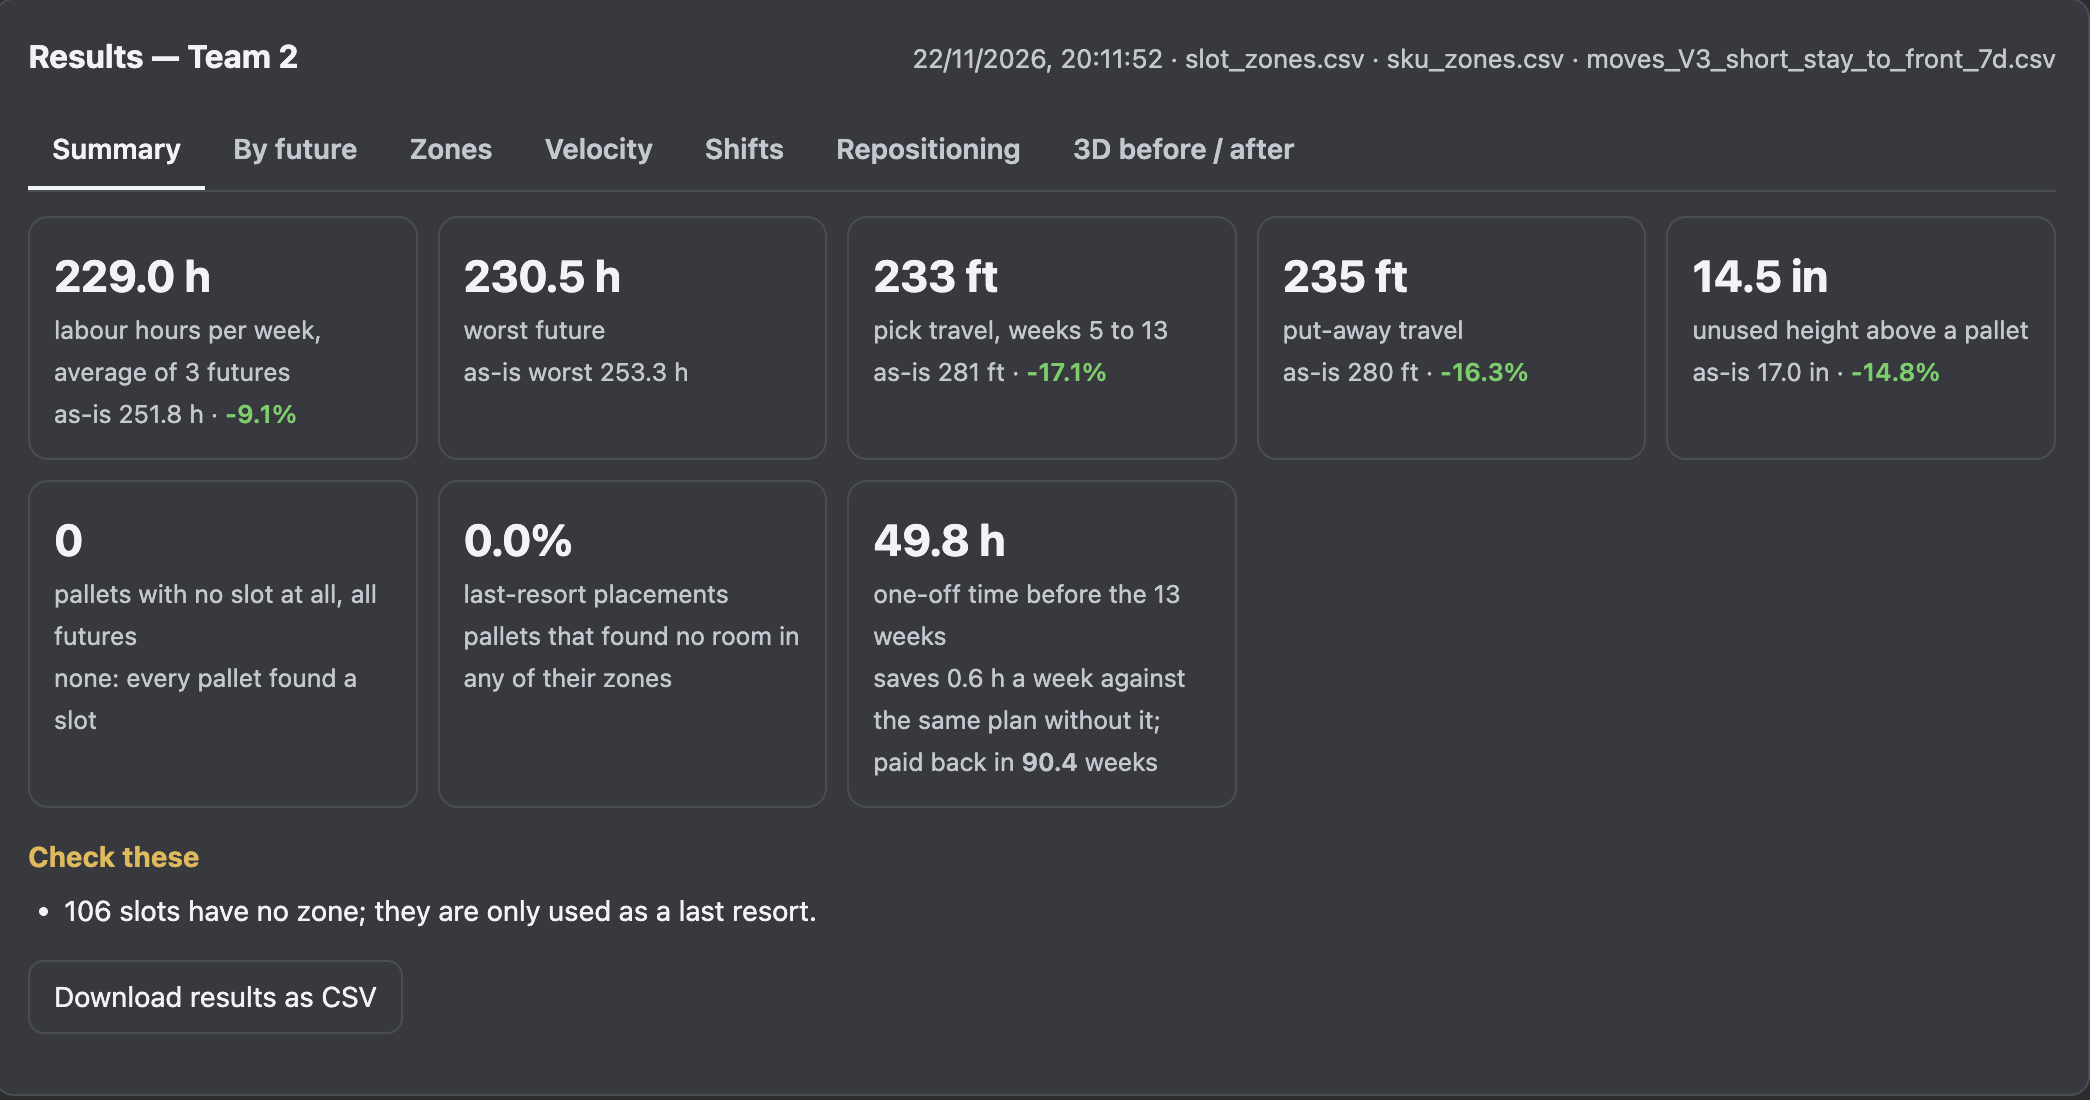 Results — Team 2
22/11/2026, 20:11:52 · slot_zones.csv · sku_zones.csv · moves_V3_short_stay_to_front_7d.csv
Summary
By future
Zones
Velocity
Shifts
Repositioning
3D before / after
229.0 h
labour hours per week,
average of 3 futures
as-is 251.8 h · -9.1%
230.5 h
worst future
as-is worst 253.3 h
233 ft
pick travel, weeks 5 to 13
as-is 281 ft · -17.1%
235 ft
put-away travel
as-is 280 ft · -16.3%
14.5 in
unused height above a pallet
as-is 17.0 in · -14.8%
0
pallets with no slot at all, all
futures
none: every pallet found a
slot
0.0%
last-resort placements
pallets that found no room in
any of their zones
49.8 h
one-off time before the 13
weeks
saves 0.6 h a week against
the same plan without it;
paid back in 90.4 weeks
Check these
• 106 slots have no zone; they are only used as a last resort.
Download results as CSV